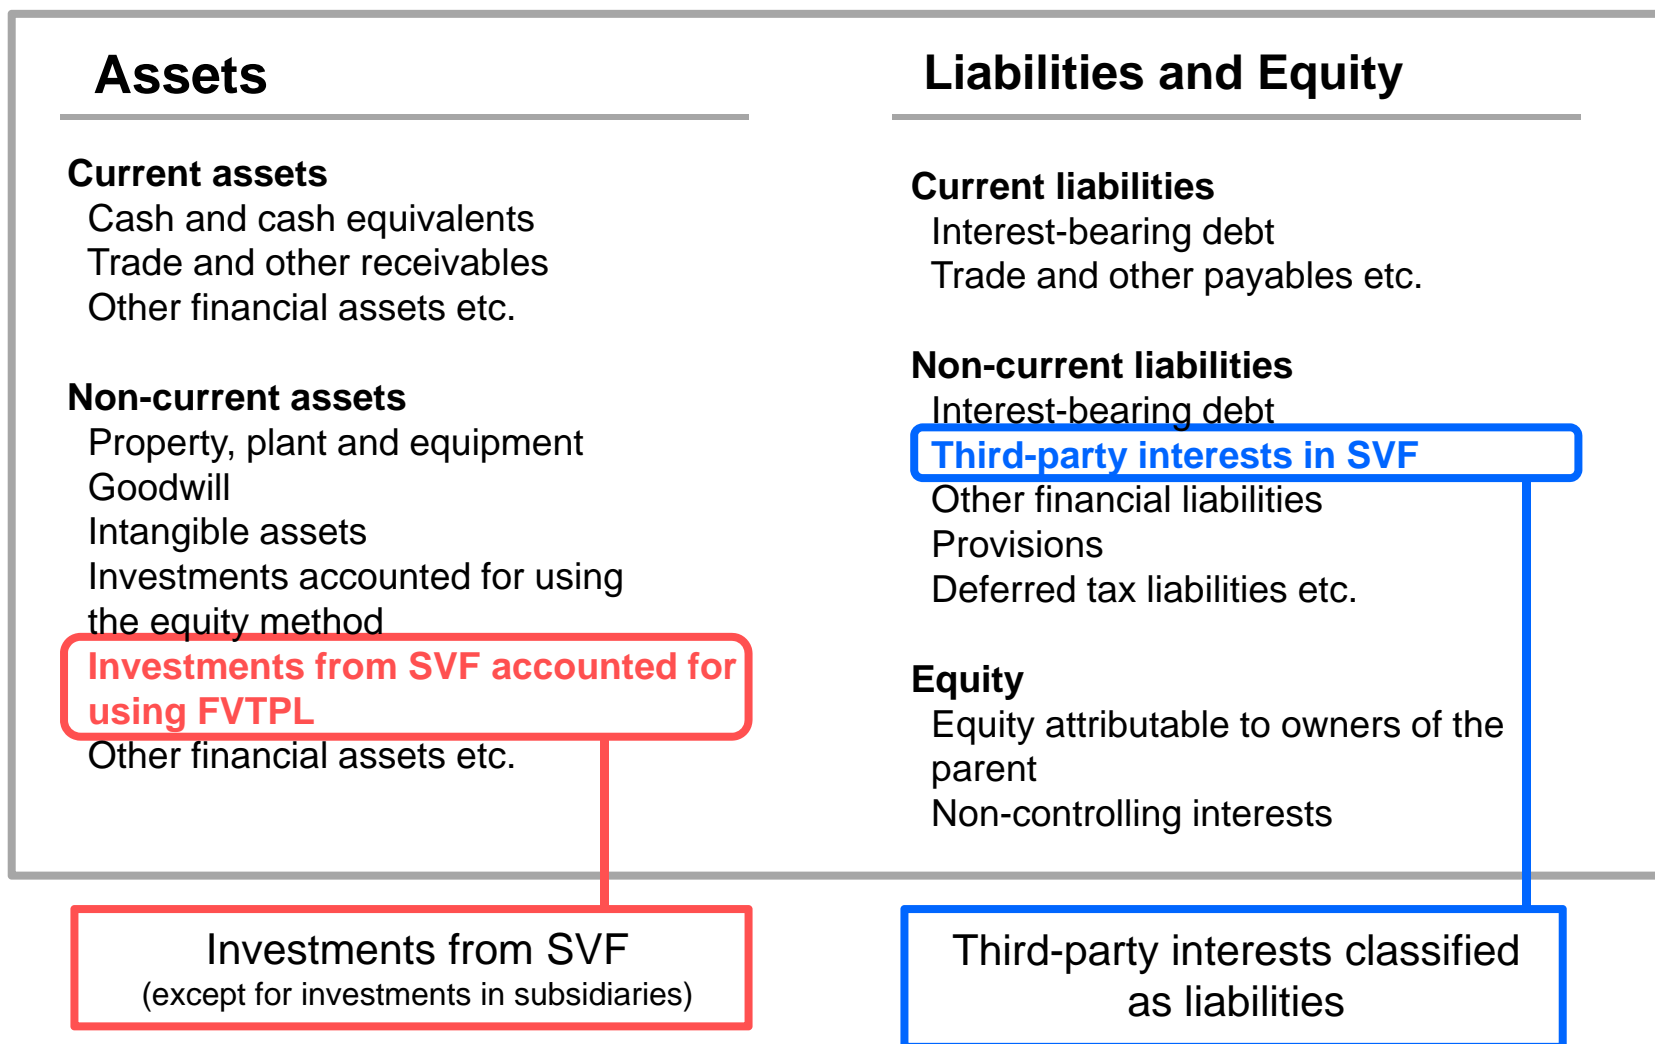 Assets
Current assets
Cash and cash equivalents
Trade and other receivables
Other financial assets etc.
Non-current assets
Property, plant and equipment
Goodwill
Intangible assets
Investments accounted for using
the equity method
Investments from SVF accounted for
using FVTPL
Other financial assets etc.
Investments from SVF
(except for investments in subsidiaries)
Liabilities and Equity
Current liabilities
Interest-bearing debt
Trade and other payables etc.
Non-current liabilities
Interest-bearing debt
Third-party interests in SVF
Other financial liabilities
Provisions
Deferred tax liabilities etc.
Equity
Equity attributable to owners of the
parent
Non-controlling interests
Third-party interests classified
as liabilities